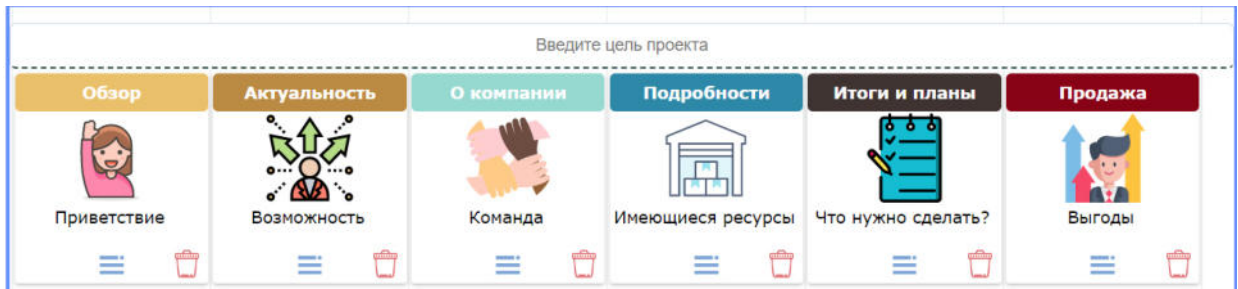 Введите цель проекта
Обзор
Актуальность
О компании
Подробности
Итоги и планы
Продажа
Приветствие
Возможность
Команда
Имеющиеся ресурсы
Что нужно сделать?
Выгоды